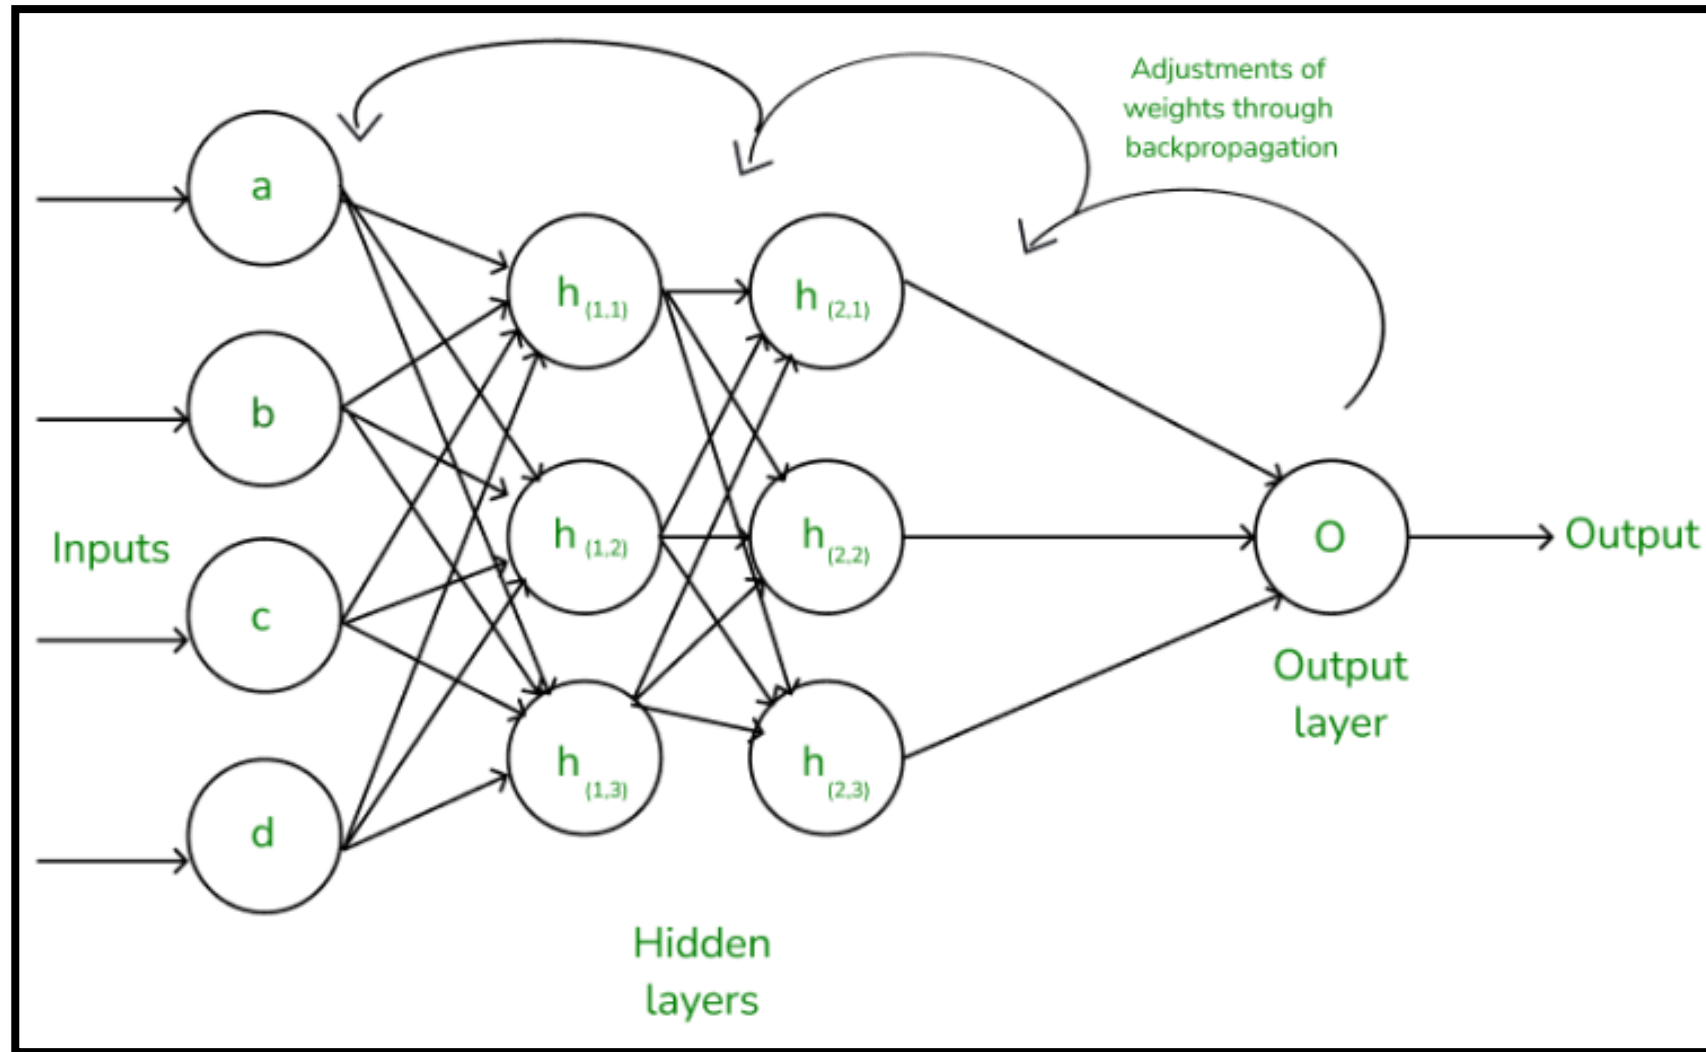 Adjustments of
weights through
backpropagation
a
b
Inputs
c
d
h (1,1)
h (1,2)
h (1,3)
h (2,1)
h (2,2)
h (2,3)
Hidden
layers
O
Output
layer
Output